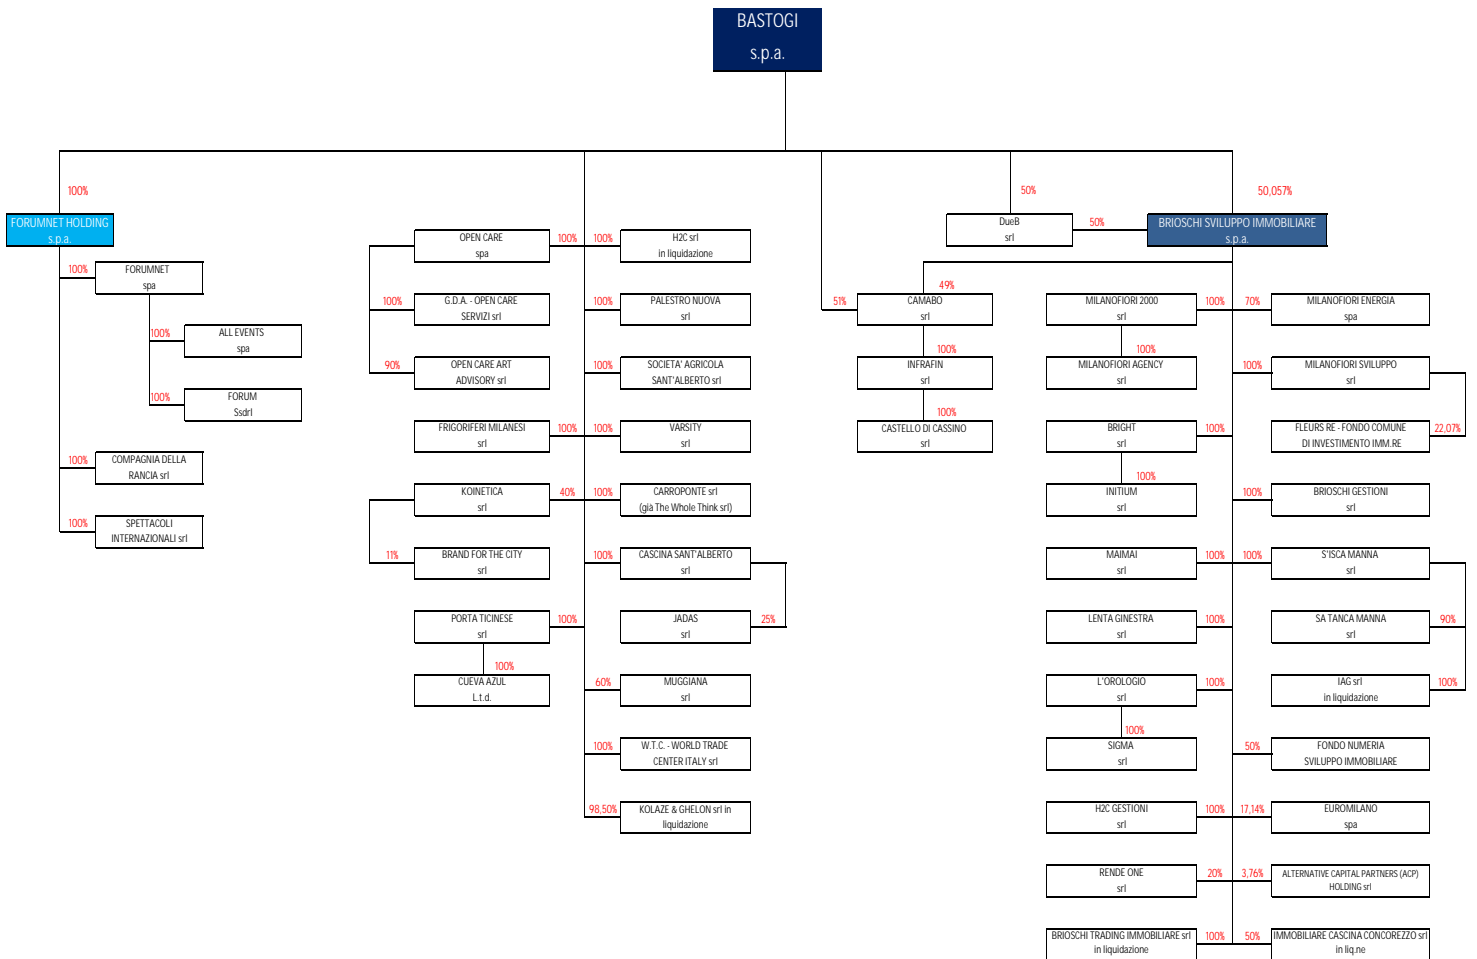 BASTOGI
s.p.a.
100%
50%
50,057%
FORUMNET HOLDING
s.p.a.
DueB
srl
50%
BRIOSCHI SVILUPPO IMMOBILIARE
s.p.a.
OPEN CARE
spa
100%
100%
H2C srl
in liquidazione
100%
FORUMNET
spa
49%
100%
G.D.A. - OPEN CARE
SERVIZI srl
100%
PALESTRO NUOVA
srl
51%
CAMABO
srl
MILANOFIORI 2000
srl
100%
70%
MILANOFIORI ENERGIA
spa
100%
ALL EVENTS
spa
100%
100%
90%
OPEN CARE ART
ADVISORY srl
100%
SOCIETA' AGRICOLA
SANT'ALBERTO srl
INFRAFIN
srl
MILANOFIORI AGENCY
srl
100%
MILANOFIORI SVILUPPO
srl
100%
FORUM
Ssdrl
100%
FRIGORIFERI MILANESI
srl
100%
100%
VARSITY
srl
CASTELLO DI CASSINO
srl
BRIGHT
srl
100%
FLEURS RE - FONDO COMUNE
DI INVESTIMENTO IMM.RE
22,07%
100%
COMPAGNIA DELLA
RANCIA srl
100%
KOINETICA
srl
40%
100%
CARROPONTE srl
(già The Whole Think srl)
INITIUM
srl
100%
BRIOSCHI GESTIONI
srl
100%
SPETTACOLI
INTERNAZIONALI srl
11%
BRAND FOR THE CITY
srl
100%
CASCINA SANT'ALBERTO
srl
MAIMAI
srl
100%
100%
S'ISCA MANNA
srl
PORTA TICINESE
srl
100%
JADAS
srl
25%
LENTA GINESTRA
srl
100%
SA TANCA MANNA
srl
90%
100%
CUEVA AZUL
L.t.d.
60%
MUGGIANA
srl
L'OROLOGIO
srl
100%
IAG srl
in liquidazione
100%
100%
100%
W.T.C. - WORLD TRADE
CENTER ITALY srl
SIGMA
srl
50%
FONDO NUMERIA
SVILUPPO IMMOBILIARE
98,50%
KOLAZE & GHELON srl in
liquidazione
H2C GESTIONI
srl
100%
17,14%
EUROMILANO
spa
RENDE ONE
srl
20%
3,76%
ALTERNATIVE CAPITAL PARTNERS (ACP)
HOLDING srl
BRIOSCHI TRADING IMMOBILIARE srl
in liquidazione
100%
50%
IMMOBILIARE CASCINA CONCOREZZO srl
in liq.ne